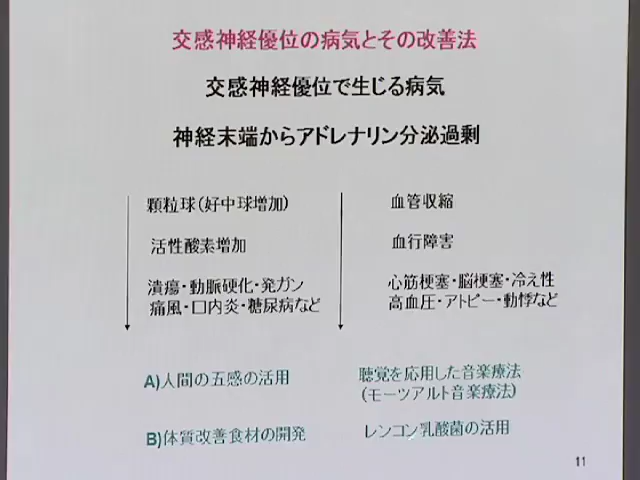 交感神経優位の病気とその改善法
交感神経優位で生じる病気
神経末端からアドレナリン分泌過剰
顆粒球(好中球増加)
活性酸素増加
潰瘍・動脈硬化・発ガン
痛風・口内炎・糖尿病など
血管収縮
血行障害
心筋梗塞・脳梗塞・冷え性
高血圧・アトピー・動悸など
A)人間の五感の活用
聴覚を応用した音楽療法
(モーツアルト音楽療法)
B)体質改善食材の開発
レンコン乳酸菌の活用
11